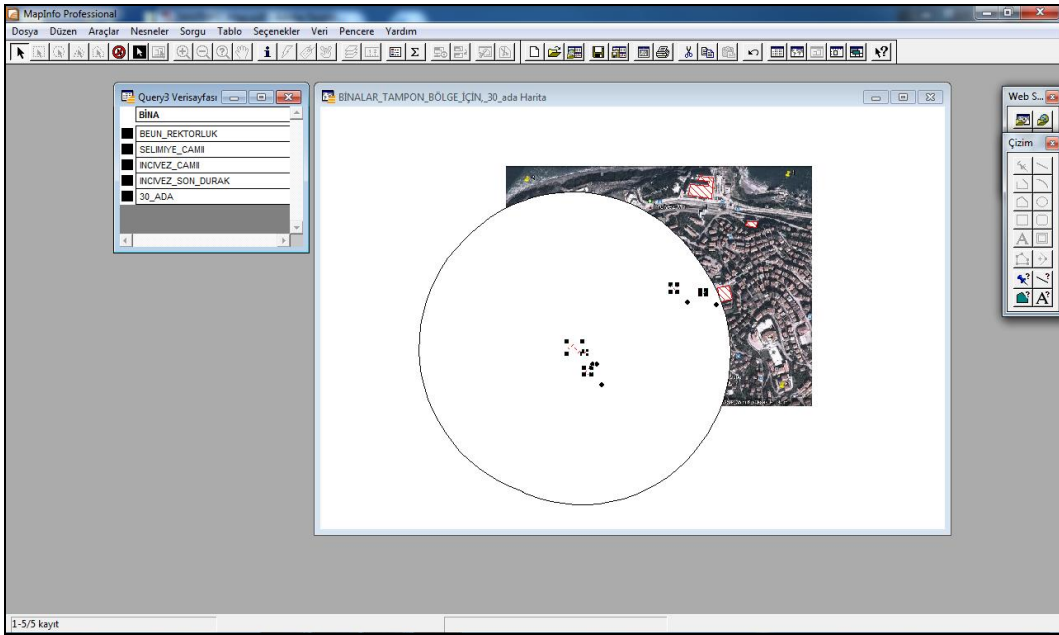 MapInfo Professional
Dosya Düzen Araçlar Nesneler Sorgu Tablo Seçenekler Veri Pencere Yardım
Query3 Verisayfası
BİNA
BEUN_REKTORLUK
SELIMIYE_CAMII
INCIVEZ_CAMII
INCIVEZ_SON_DURAK
30_ADA
BİNALAR_TAMPON_BÖLGE_İÇİN,_30_ada Harita
Web S...
Çizim
1-5/5 kayıt